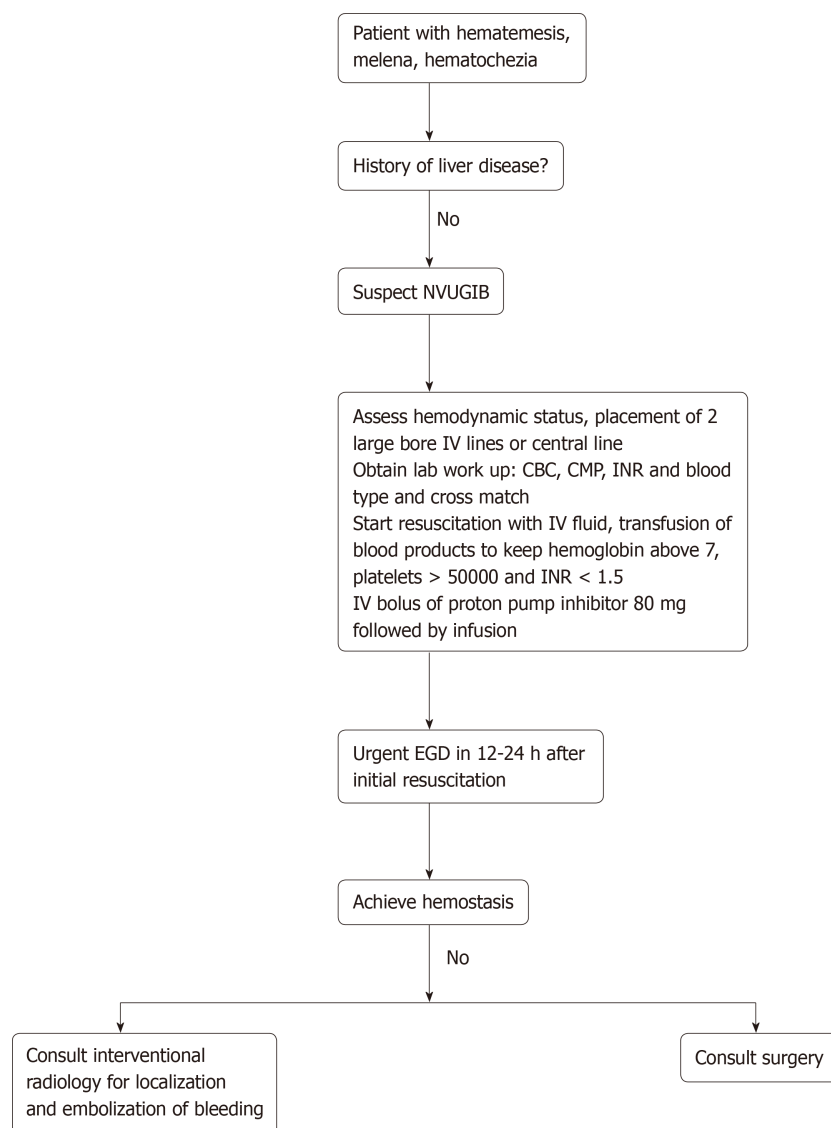 Patient with hematemesis,
melena, hematochezia
History of liver disease?
No
Suspect NVUGIB
Assess hemodynamic status, placement of 2
large bore IV lines or central line
Obtain lab work up: CBC, CMP, INR and blood
type and cross match
Start resuscitation with IV fluid, transfusion of
blood products to keep hemoglobin above 7,
platelets > 50000 and INR < 1.5
IV bolus of proton pump inhibitor 80 mg
followed by infusion
Urgent EGD in 12-24 h after
initial resuscitation
Achieve hemostasis
No
Consult interventional
radiology for localization
and embolization of bleeding
Consult surgery